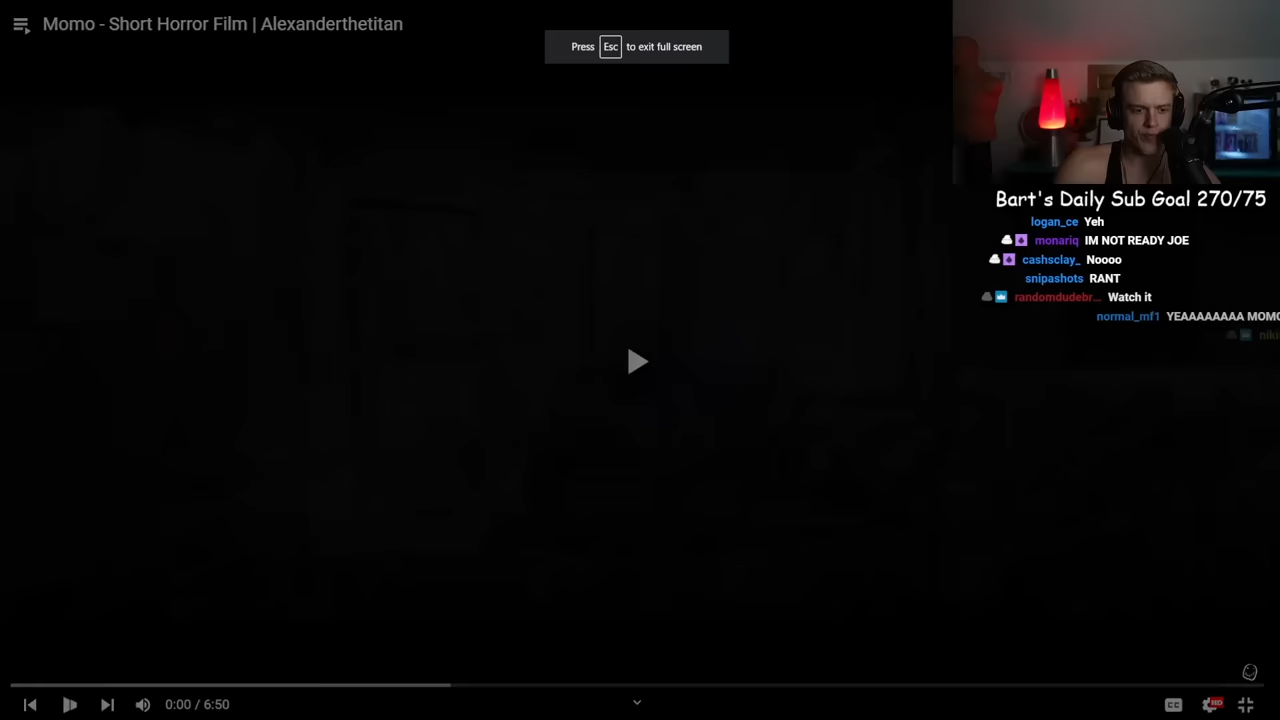 Momo - Short Horror Film | Alexanderthetitan
Press Esc to exit full screen
Bart's Daily Sub Goal 270/75
logan_ce Yeh
monariq IM NOT READY JOE
cashsclay_ Noooo
snipashots RANT
randomdudebr... Watch it
normal_mf1 YEAAAAAAAA MOMO
0:00 / 6:50
CC
HD